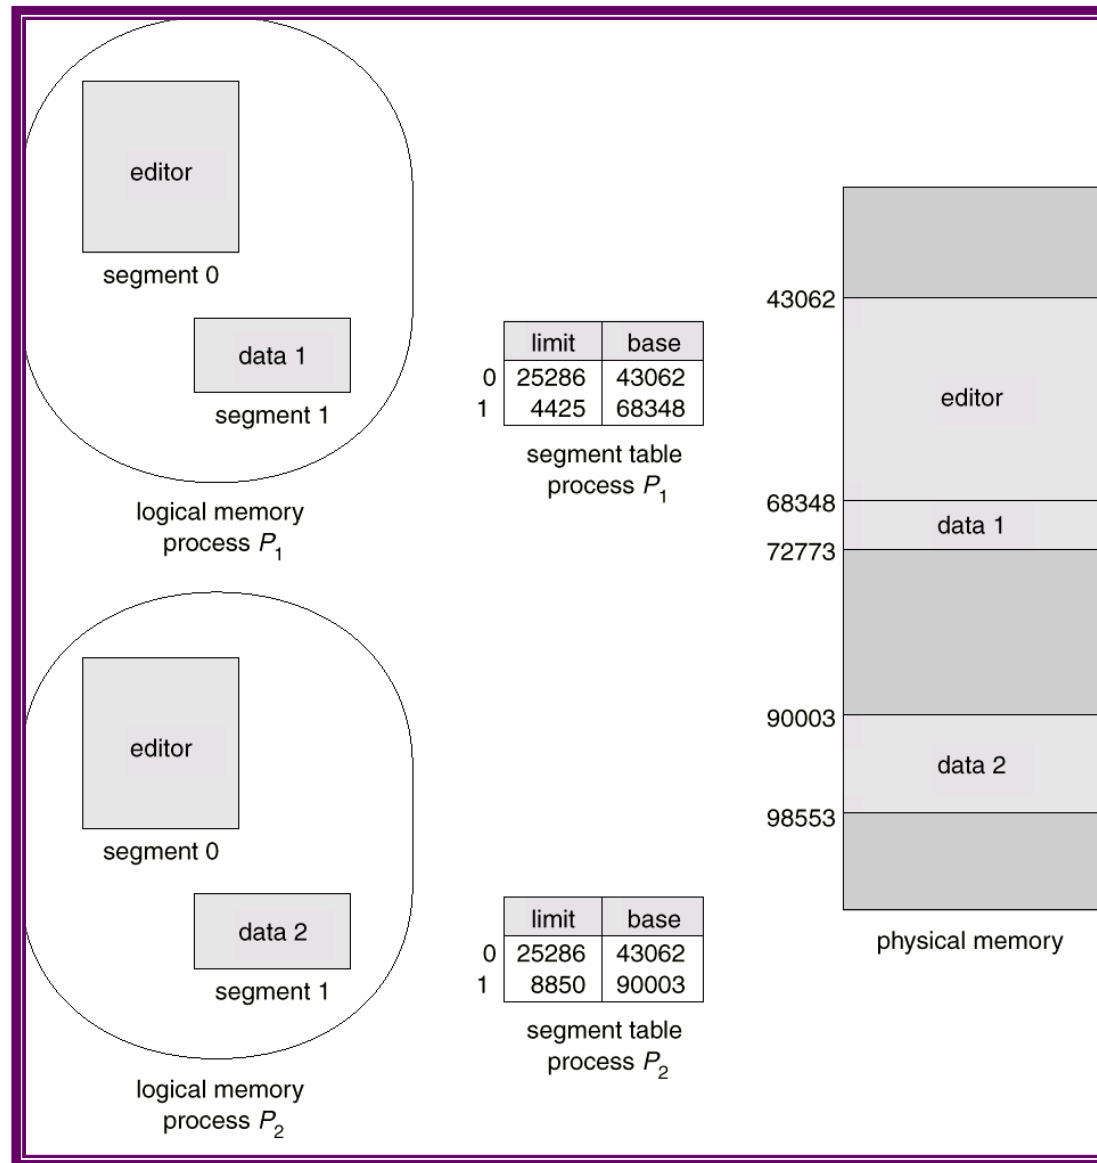 editor
segment 0
data 1
segment 1
logical memory
process P1
limit base
0 25286 43062
1 4425 68348
segment table
process P1
editor
segment 0
data 2
segment 1
logical memory
process P2
limit base
0 25286 43062
1 8850 90003
segment table
process P2
43062
editor
68348
data 1
72773
90003
data 2
98553
physical memory